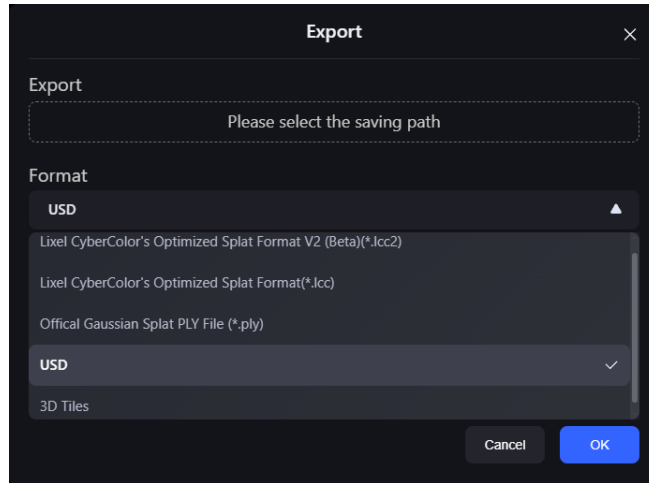 Export
Export
Please select the saving path
Format
USD
Lixel CyberColor's Optimized Splat Format V2 (Beta)(*.lcc2)
Lixel CyberColor's Optimized Splat Format(*.lcc)
Offical Gaussian Splat PLY File (*.ply)
USD
3D Tiles
Cancel
OK